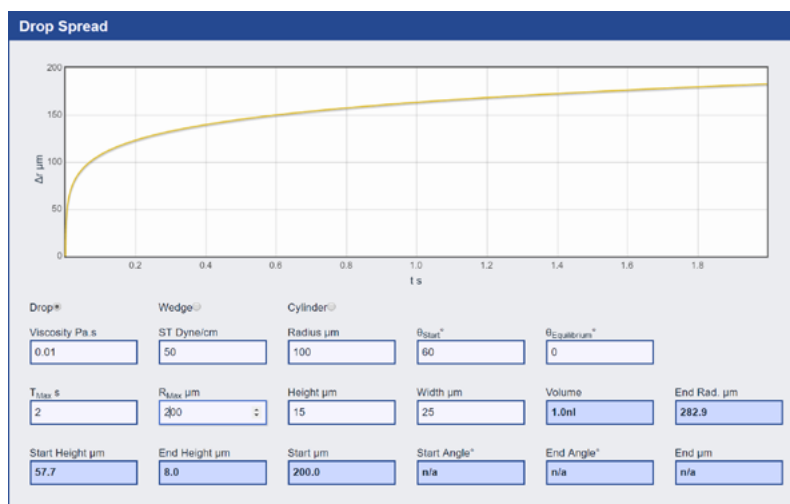 Drop Spread
200
150
100
50
0
Δr µm
0.2 0.4 0.6 0.8 1.0 1.2 1.4 1.6 1.8
t s
Drop Wedge Cylinder
Viscosity Pa.s ST Dyne/cm Radius µm θStart° θEquilibrium°
0.01 50 100 60 0
TMax s RMax µm Height µm Width µm Volume End Rad. µm
2 200 15 25 1.0nl 282.9
Start Height µm End Height µm Start µm Start Angle° End Angle° End µm
57.7 8.0 200.0 n/a n/a n/a